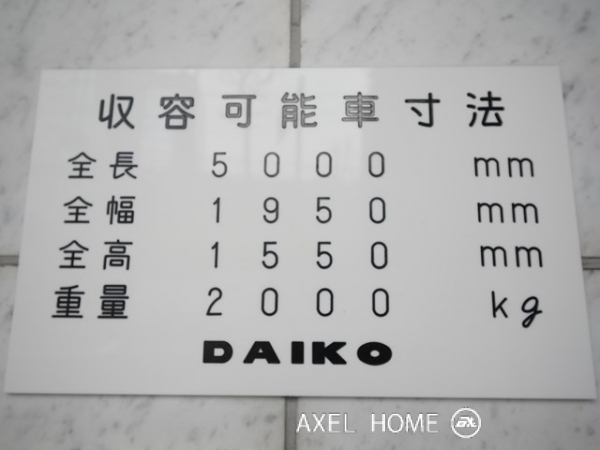 収容可能車寸法
全長 5000 mm
全幅 1950 mm
全高 1550 mm
重量 2000 kg
DAIKO
AXEL HOME